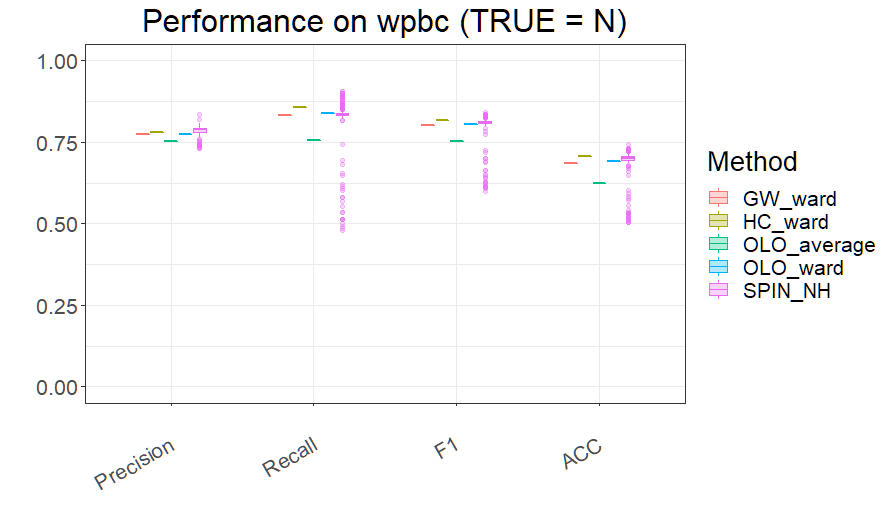 Performance on wpbc (TRUE = N)
1.00
0.75
0.50
0.25
0.00
Precision
Recall
F1
ACC
Method
GW_ward
HC_ward
OLO_average
OLO_ward
SPIN_NH